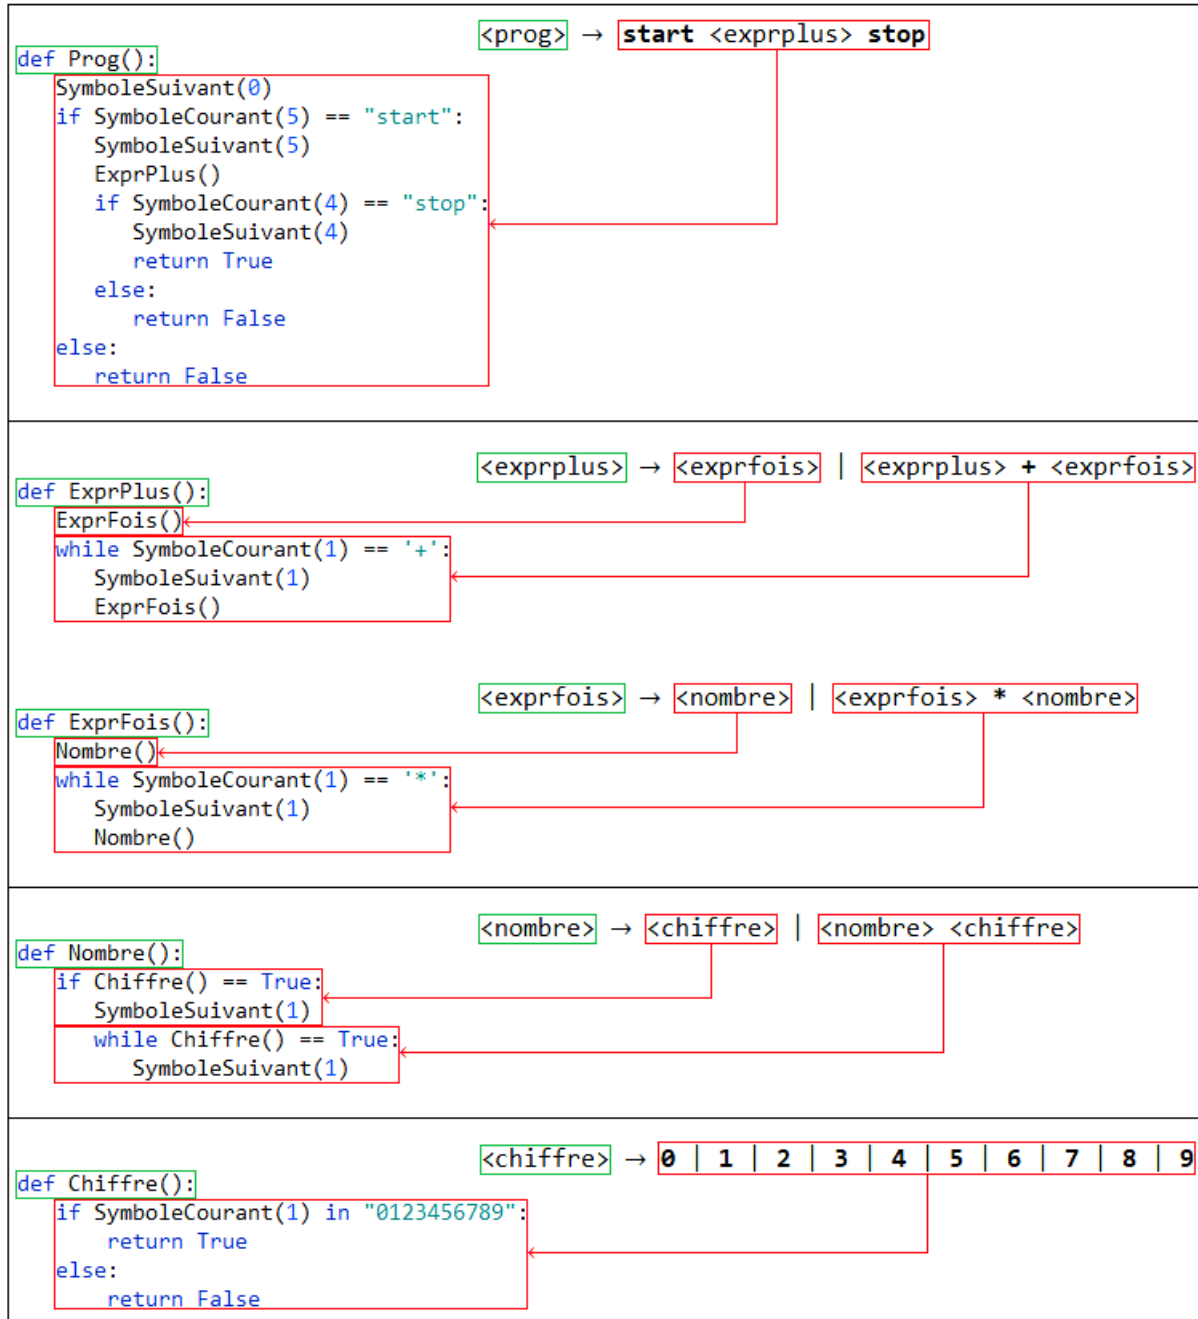 <prog> → start <exprplus> stop
def Prog():
   SymboleSuivant(0)
   if SymboleCourant(5) == "start":
      SymboleSuivant(5)
      ExprPlus()
      if SymboleCourant(4) == "stop":
         SymboleSuivant(4)
         return True
      else:
         return False
   else:
      return False
<exprplus> → <exprfois> | <exprplus> + <exprfois>
def ExprPlus():
   ExprFois()
   while SymboleCourant(1) == '+':
      SymboleSuivant(1)
      ExprFois()
<exprfois> → <nombre> | <exprfois> * <nombre>
def ExprFois():
   Nombre()
   while SymboleCourant(1) == '*':
      SymboleSuivant(1)
      Nombre()
<nombre> → <chiffre> | <nombre> <chiffre>
def Nombre():
   if Chiffre() == True:
      SymboleSuivant(1)
      while Chiffre() == True:
         SymboleSuivant(1)
<chiffre> → 0 | 1 | 2 | 3 | 4 | 5 | 6 | 7 | 8 | 9
def Chiffre():
   if SymboleCourant(1) in "0123456789":
       return True
   else:
       return False